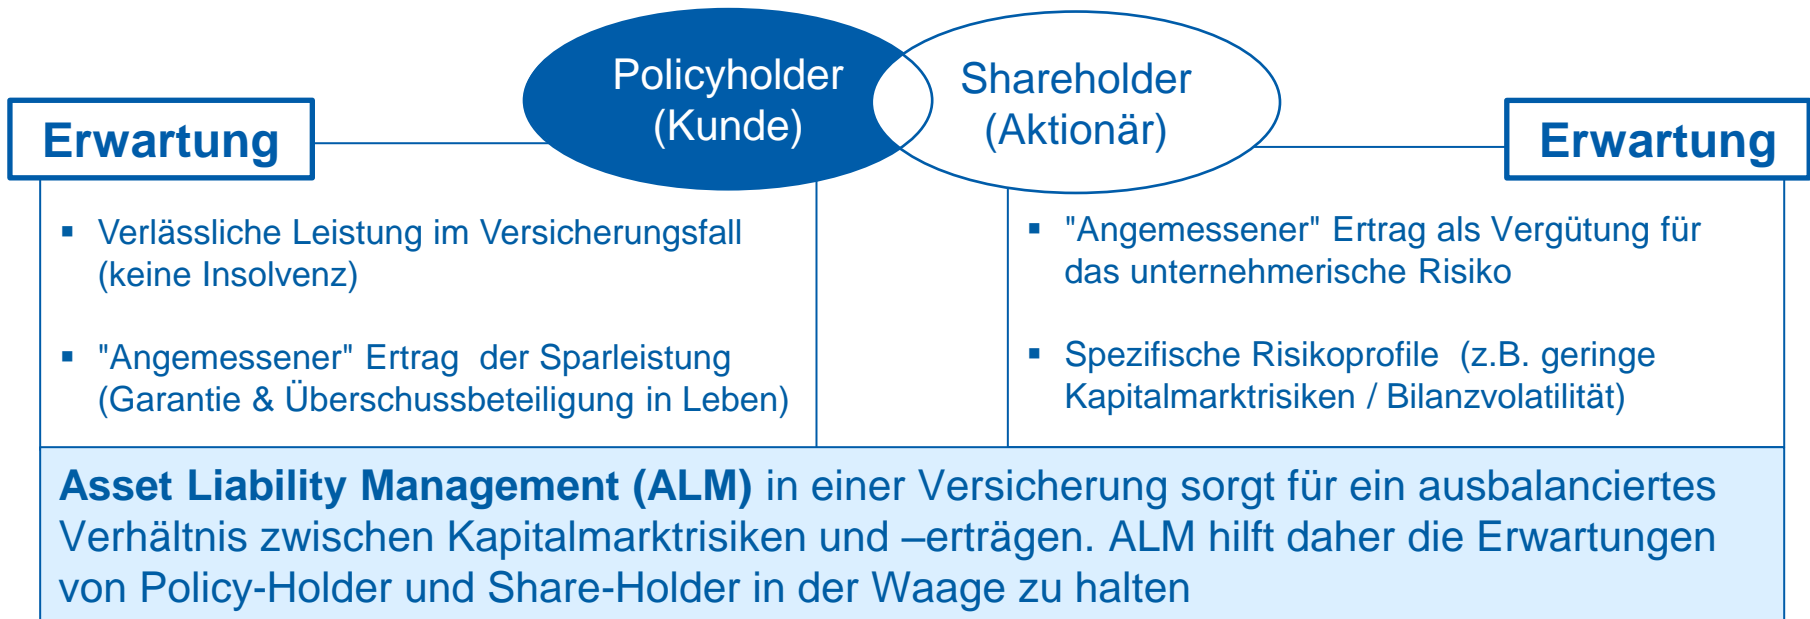 Policyholder
(Kunde)
Shareholder
(Aktionär)
Erwartung
Erwartung
▪ Verlässliche Leistung im Versicherungsfall
(keine Insolvenz)
▪ "Angemessener" Ertrag  der Sparleistung
(Garantie & Überschussbeteiligung in Leben)
▪ "Angemessener" Ertrag als Vergütung für
das unternehmerische Risiko
▪ Spezifische Risikoprofile  (z.B. geringe
Kapitalmarktrisiken / Bilanzvolatilität)
Asset Liability Management (ALM) in einer Versicherung sorgt für ein ausbalanciertes
Verhältnis zwischen Kapitalmarktrisiken und –erträgen. ALM hilft daher die Erwartungen
von Policy-Holder und Share-Holder in der Waage zu halten